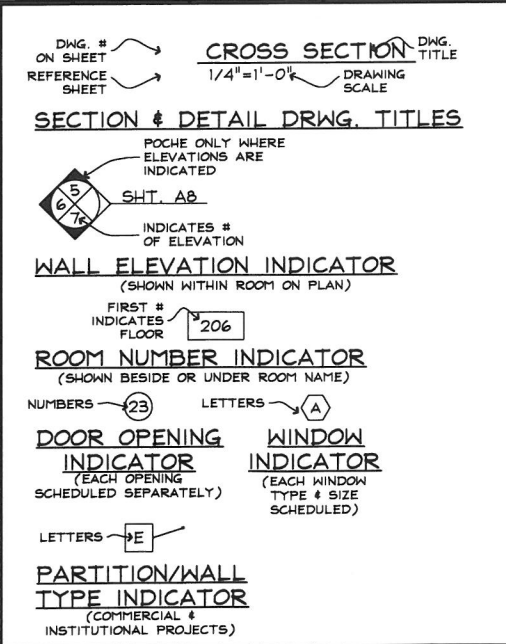 DWG. #
ON SHEET
CROSS SECTION
DWG.
TITLE
REFERENCE
SHEET
1/4"=1'-0"
DRAWING
SCALE
SECTION & DETAIL DRWG. TITLES
POCHE ONLY WHERE
ELEVATIONS ARE
INDICATED
5
6
7
SHT. A8
INDICATES #
OF ELEVATION
WALL ELEVATION INDICATOR
(SHOWN WITHIN ROOM ON PLAN)
FIRST #
INDICATES
FLOOR
206
ROOM NUMBER INDICATOR
(SHOWN BESIDE OR UNDER ROOM NAME)
NUMBERS
23
LETTERS
A
DOOR OPENING
INDICATOR
(EACH OPENING
SCHEDULED SEPARATELY)
WINDOW
INDICATOR
(EACH WINDOW
TYPE & SIZE
SCHEDULED)
LETTERS
E
PARTITION/WALL
TYPE INDICATOR
(COMMERCIAL &
INSTITUTIONAL PROJECTS)